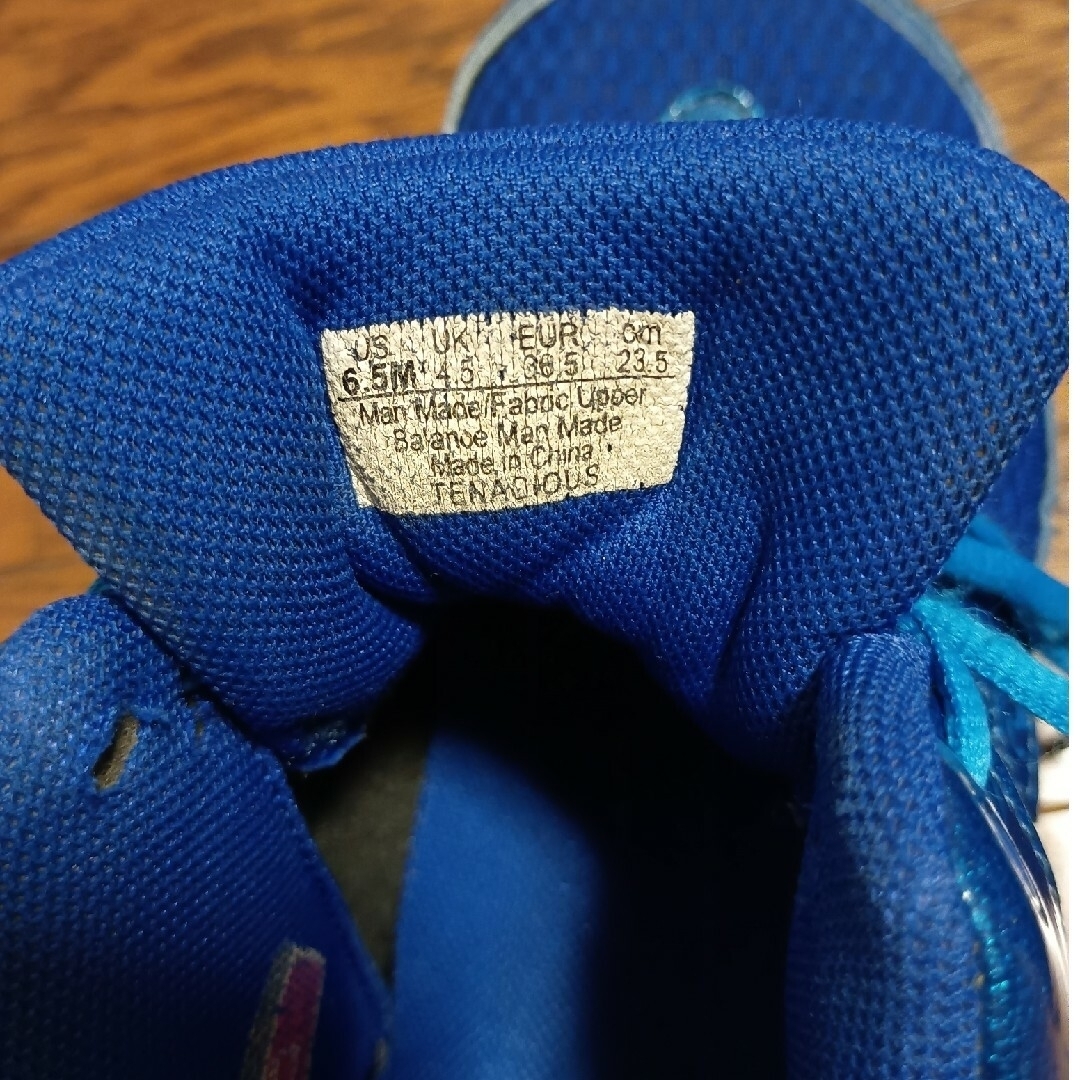 US UK EUR cm
6.5M 4.5 36.5 23.5
Man Made/Fabric Upper
Balance Man Made
Made in China
TENACIOUS